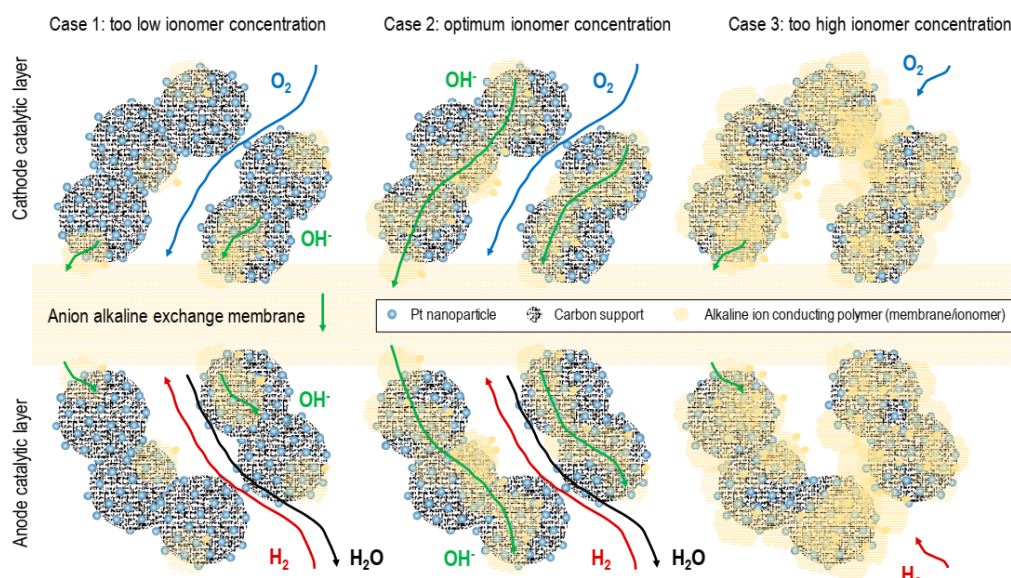 Case 1: too low ionomer concentration
Case 2: optimum ionomer concentration
Case 3: too high ionomer concentration
Cathode catalytic layer
O₂
OH⁻
OH⁻
O₂
O₂
Anion alkaline exchange membrane
Pt nanoparticle
Carbon support
Alkaline ion conducting polymer (membrane/ionomer)
Anode catalytic layer
OH⁻
H₂
H₂O
OH⁻
H₂
H₂O
H₂